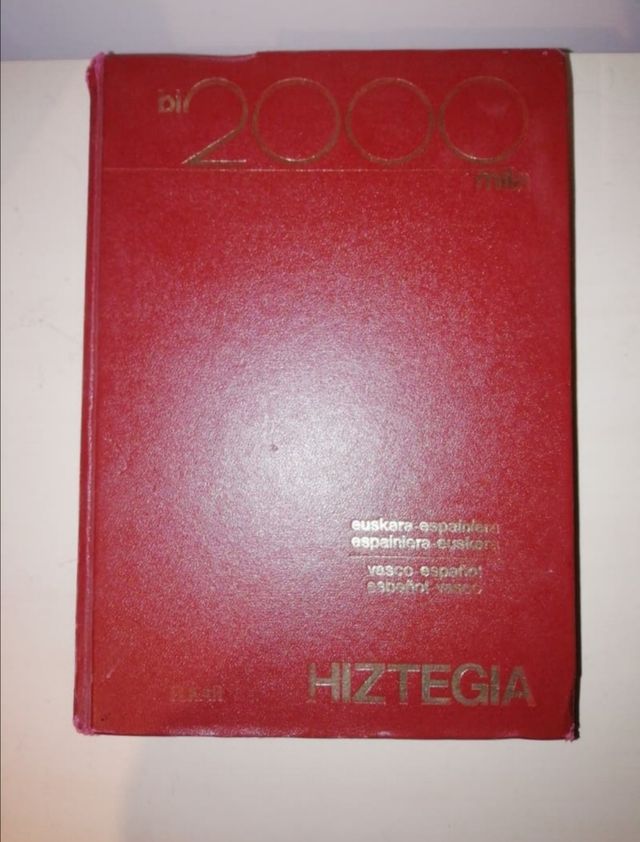 bi
2000
mila
euskara-espainiera
espainiera-euskara
vasco-español
español-vasco
HIZTEGIA